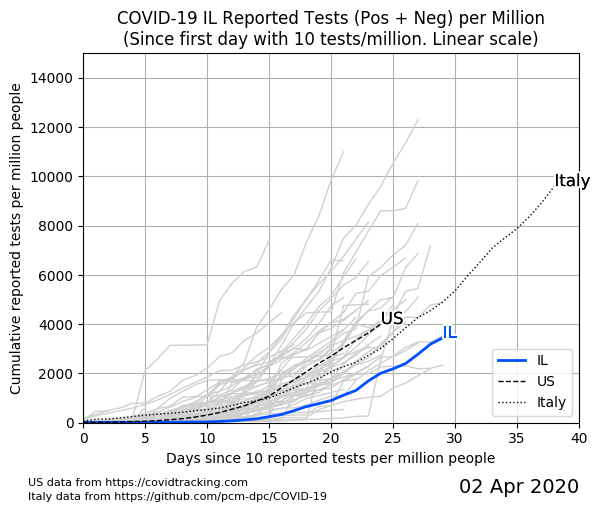 COVID-19 IL Reported Tests (Pos + Neg) per Million
(Since first day with 10 tests/million. Linear scale)
Cumulative reported tests per million people
14000
12000
10000
8000
6000
4000
2000
0
Italy
US
IL
IL
US
Italy
0 5 10 15 20 25 30 35 40
Days since 10 reported tests per million people
US data from https://covidtracking.com
Italy data from https://github.com/pcm-dpc/COVID-19
02 Apr 2020